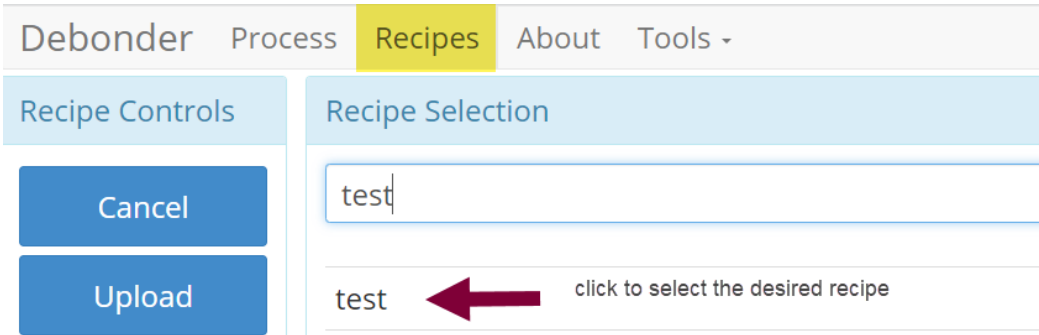 Debonder Process Recipes About Tools
Recipe Controls
Recipe Selection
test
Cancel
Upload
test click to select the desired recipe